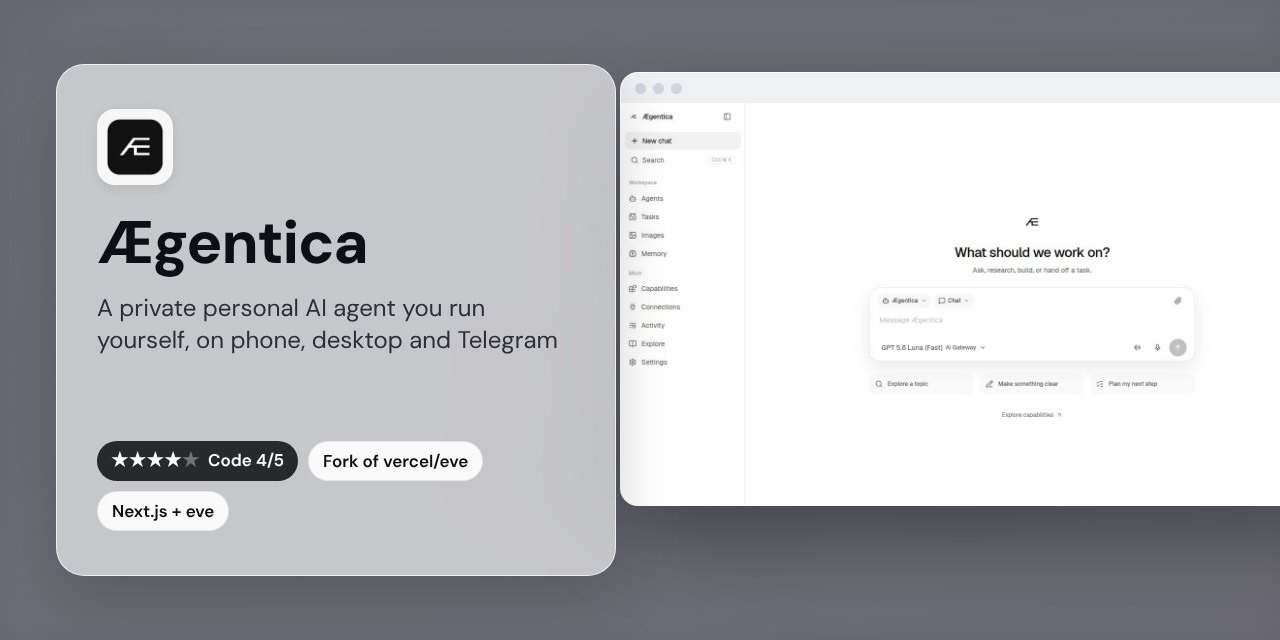 Æ
Ægentica
A private personal AI agent you run
yourself, on phone, desktop and Telegram
★★★★★ Code 4/5
Fork of vercel/eve
Next.js + eve
Æ Ægentica
New chat
Search Ctrl/⌘ K
Workspace
Agents
Tasks
Images
Memory
More
Capabilities
Connections
Activity
Explore
Settings
Æ
What should we work on?
Ask, research, build, or hand off a task.
Ægentica Chat
Message Ægentica
GPT 5.6 Luna (Fast) AI Gateway
Explore a topic
Make something clear
Plan my next step
Explore capabilities ↗